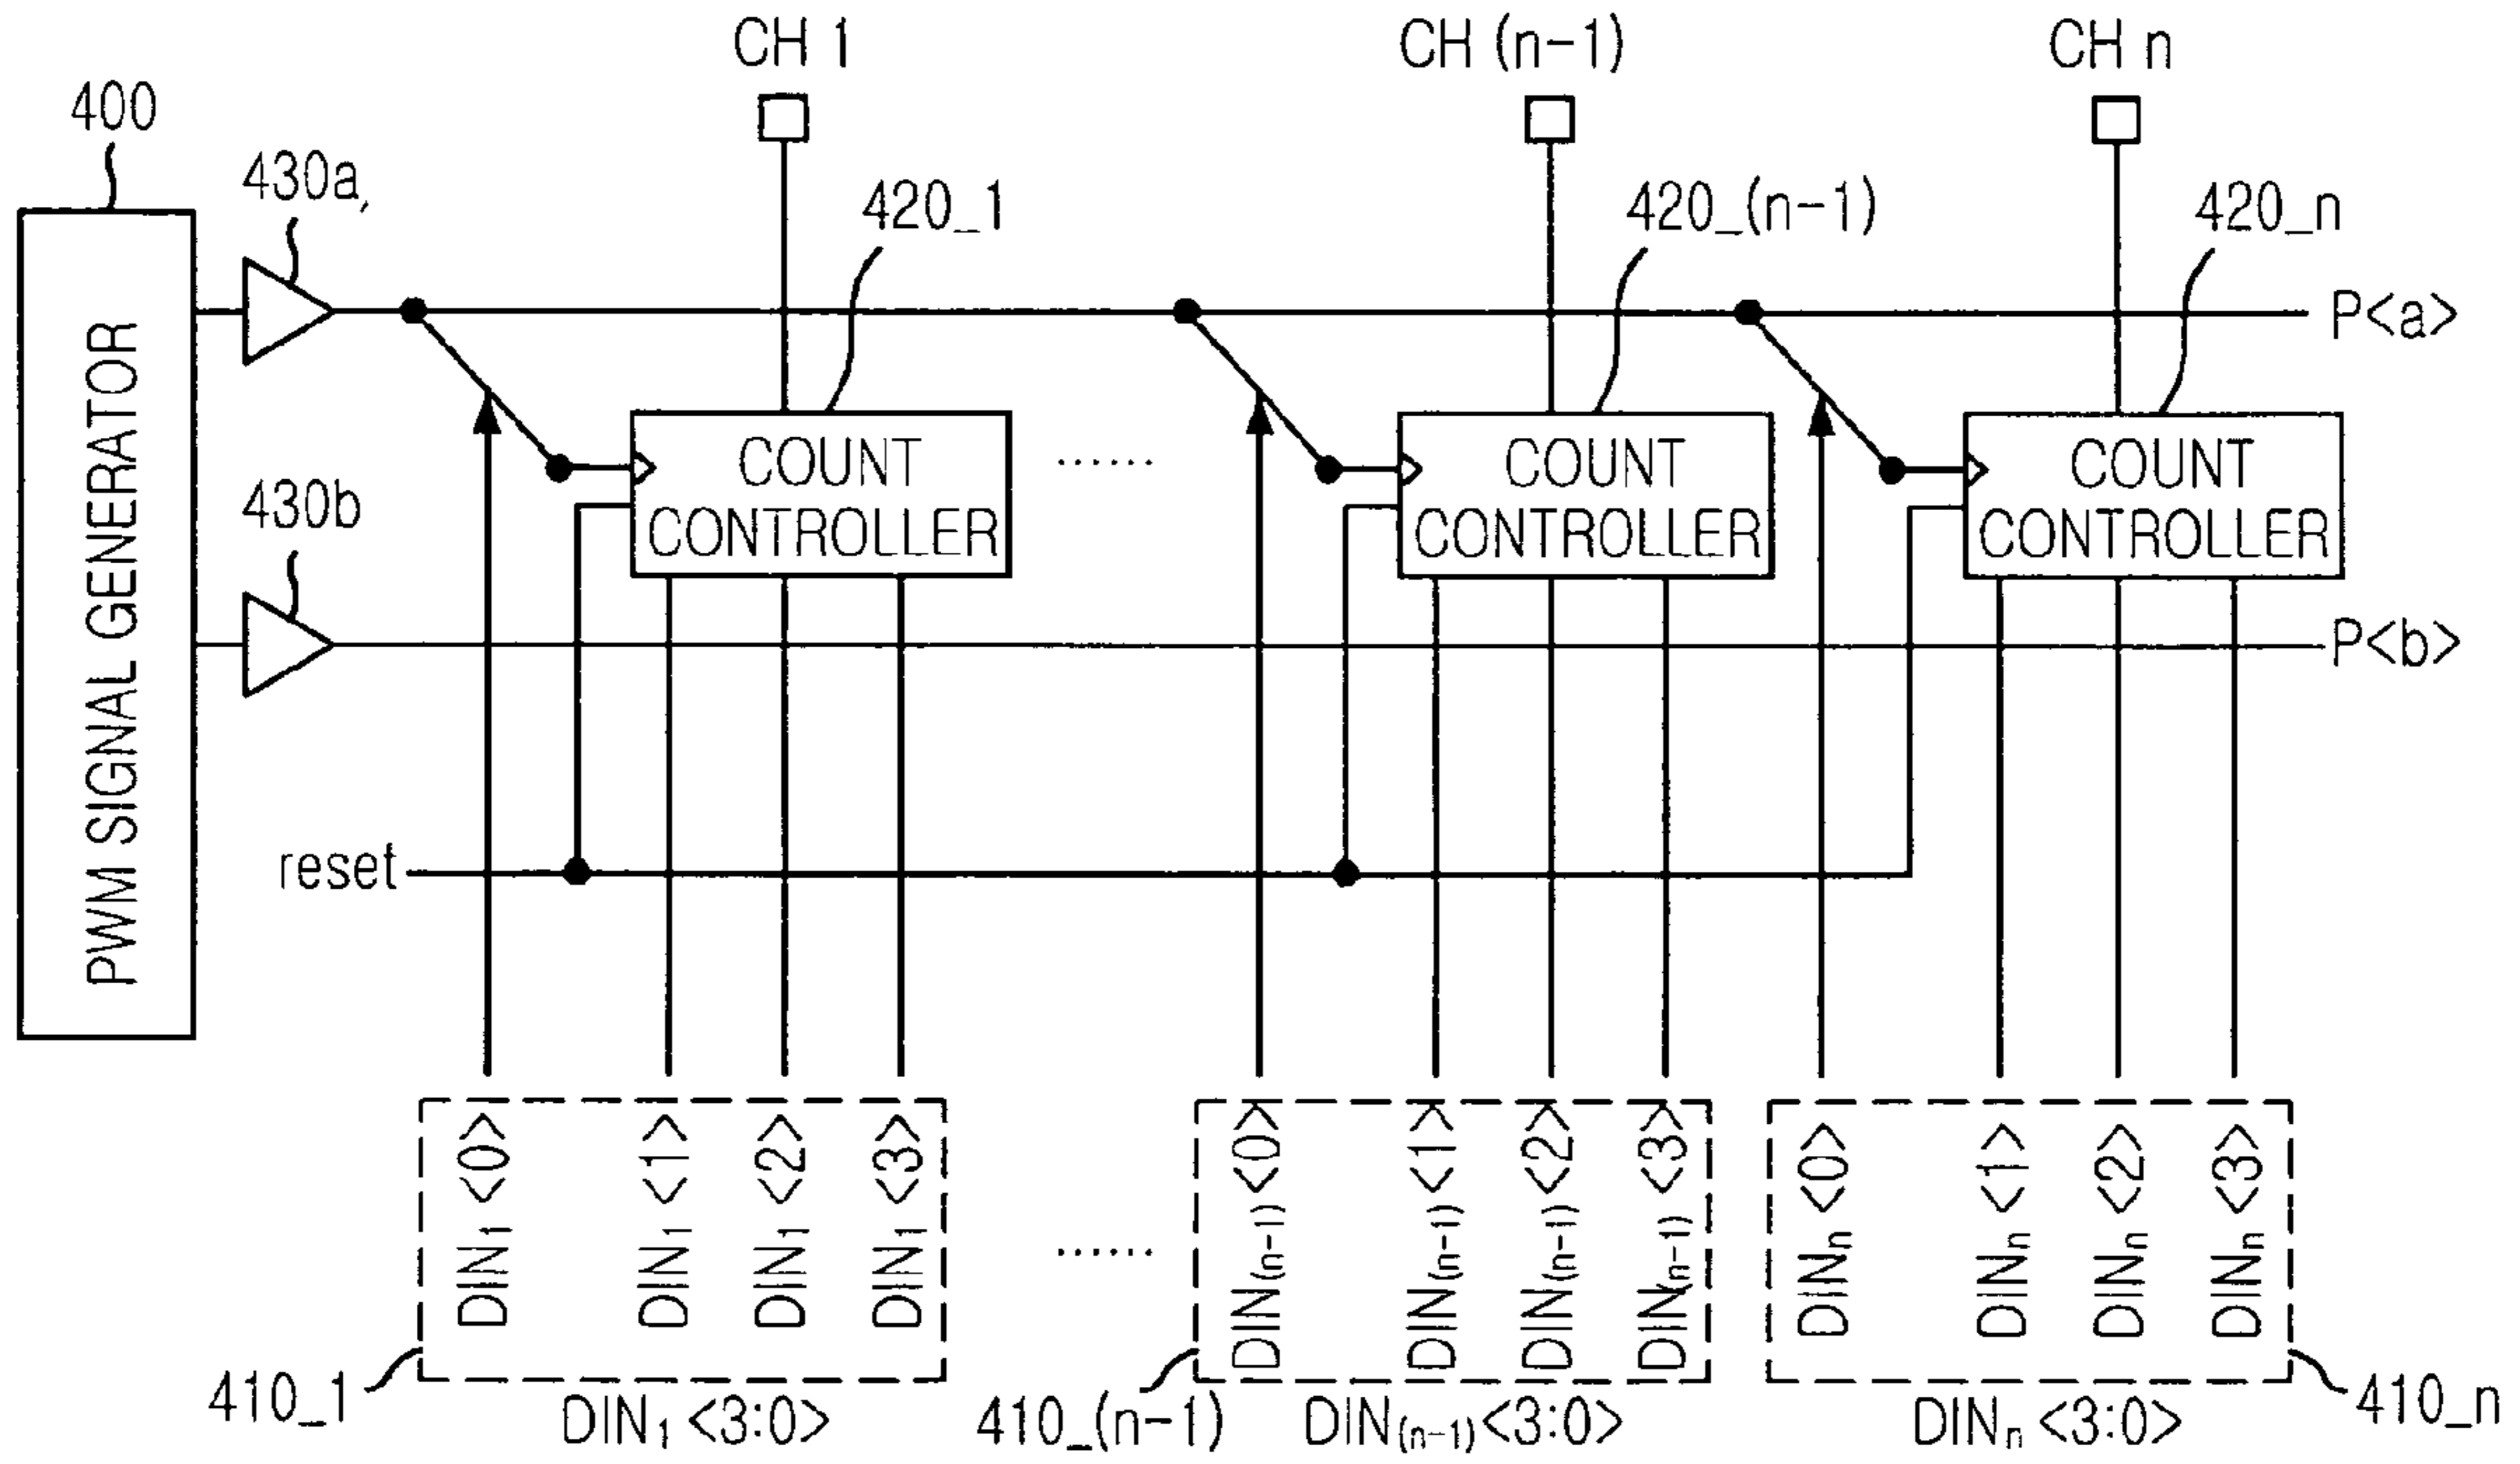 CH 1
CH (n-1)
CH n
400
430a,
420_1
420_(n-1)
420_n
P<a>
PWM SIGNAL GENERATOR
COUNT
CONTROLLER
......
COUNT
CONTROLLER
COUNT
CONTROLLER
430b
P<b>
reset
DIN1 <0>
DIN1 <1>
DIN1 <2>
DIN1 <3>
......
DIN(n-1) <0>
DIN(n-1) <1>
DIN(n-1) <2>
DIN(n-1) <3>
DINn <0>
DINn <1>
DINn <2>
DINn <3>
410_1
DIN1 <3:0>
410_(n-1)
DIN(n-1) <3:0>
DINn <3:0>
410_n